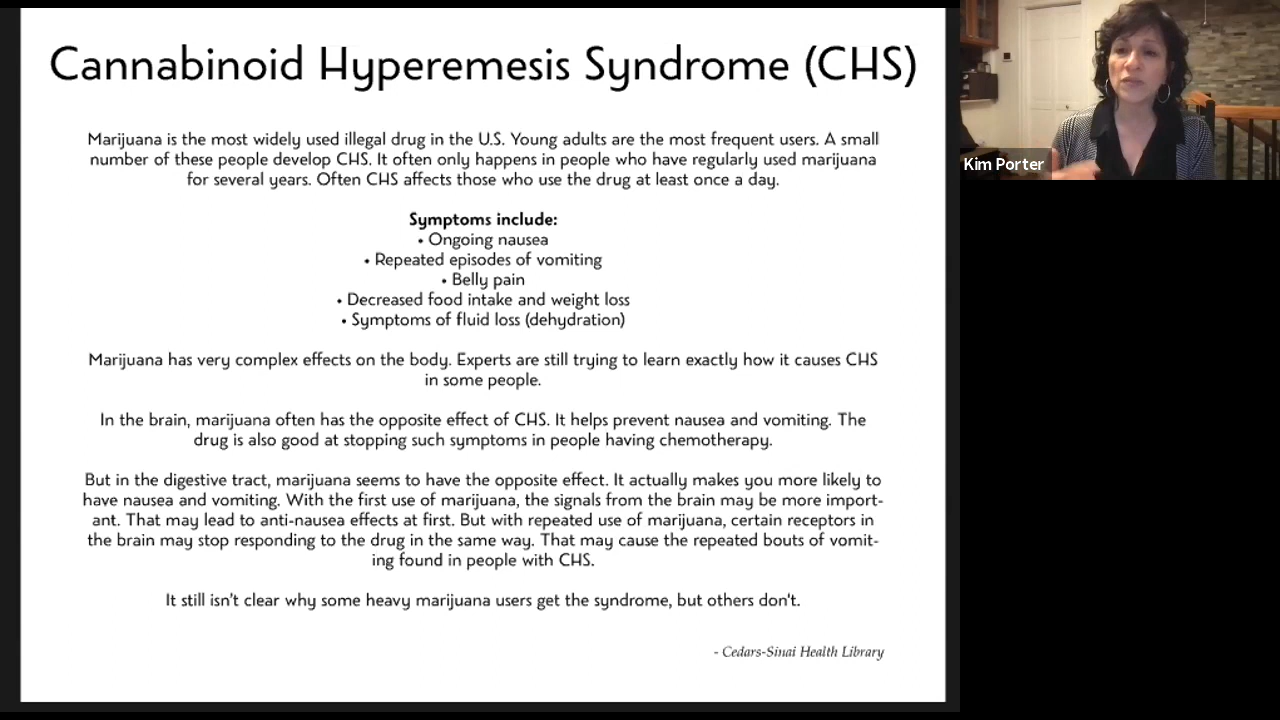 Cannabinoid Hyperemesis Syndrome (CHS)
Marijuana is the most widely used illegal drug in the U.S. Young adults are the most frequent users. A small
number of these people develop CHS. It often only happens in people who have regularly used marijuana
for several years. Often CHS affects those who use the drug at least once a day.
Symptoms include:
• Ongoing nausea
• Repeated episodes of vomiting
• Belly pain
• Decreased food intake and weight loss
• Symptoms of fluid loss (dehydration)
Marijuana has very complex effects on the body. Experts are still trying to learn exactly how it causes CHS
in some people.
In the brain, marijuana often has the opposite effect of CHS. It helps prevent nausea and vomiting. The
drug is also good at stopping such symptoms in people having chemotherapy.
But in the digestive tract, marijuana seems to have the opposite effect. It actually makes you more likely to
have nausea and vomiting. With the first use of marijuana, the signals from the brain may be more import-
ant. That may lead to anti-nausea effects at first. But with repeated use of marijuana, certain receptors in
the brain may stop responding to the drug in the same way. That may cause the repeated bouts of vomit-
ing found in people with CHS.
It still isn't clear why some heavy marijuana users get the syndrome, but others don't.
- Cedars-Sinai Health Library
Kim Porter